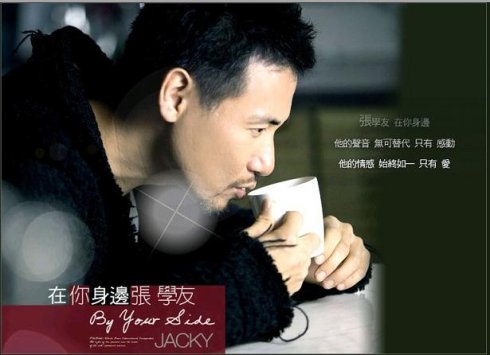 張學友 在你身邊
他的聲音 無可替代 只有 感動
他的情感 始終如一 只有 愛
在你身邊張 學友
By Your Side
JACKY